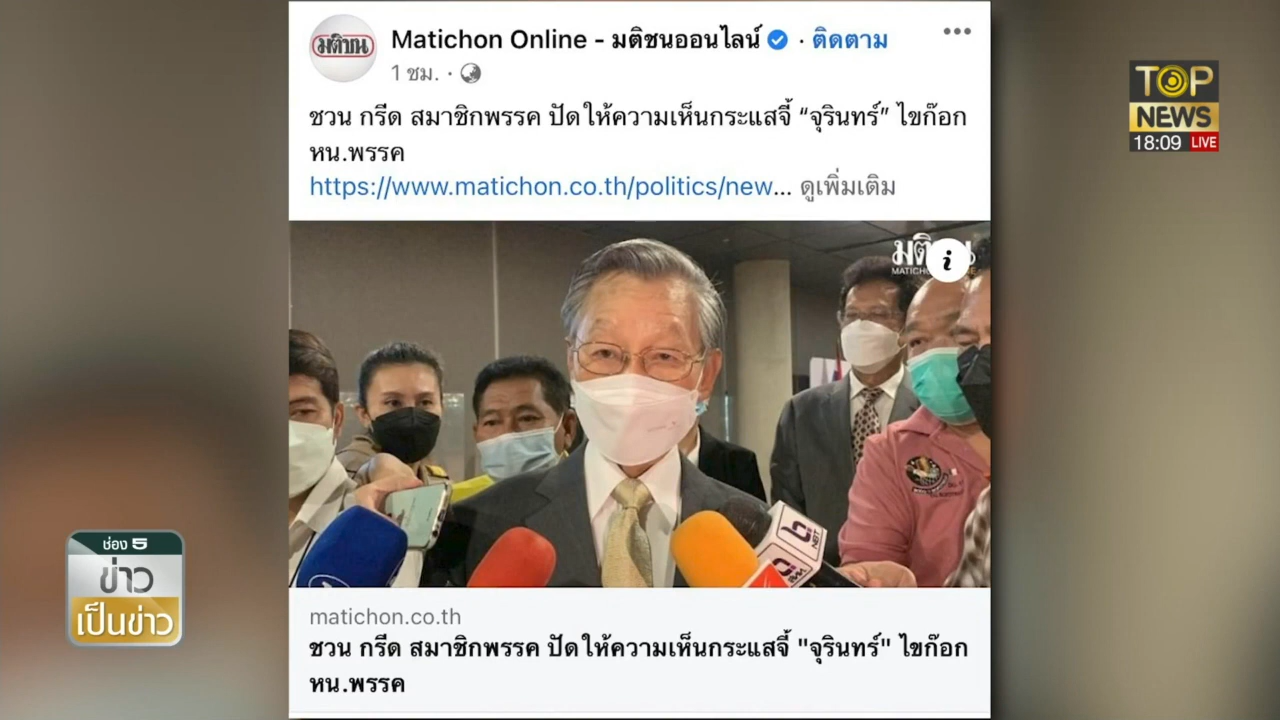 มติชน
Matichon Online - มติชนออนไลน์ · ติดตาม
1 ชม. ·
ชวน กรีด สมาชิกพรรค ปัดให้ความเห็นกระแสจี้ “จุรินทร์” ไขก๊อก
หน.พรรค
https://www.matichon.co.th/politics/new... ดูเพิ่มเติม
TOP
NEWS
18:09 LIVE
i
NBT
ช่อง 5
ข่าว
เป็นข่าว
matichon.co.th
ชวน กรีด สมาชิกพรรค ปัดให้ความเห็นกระแสจี้ "จุรินทร์" ไขก๊อก
หน.พรรค